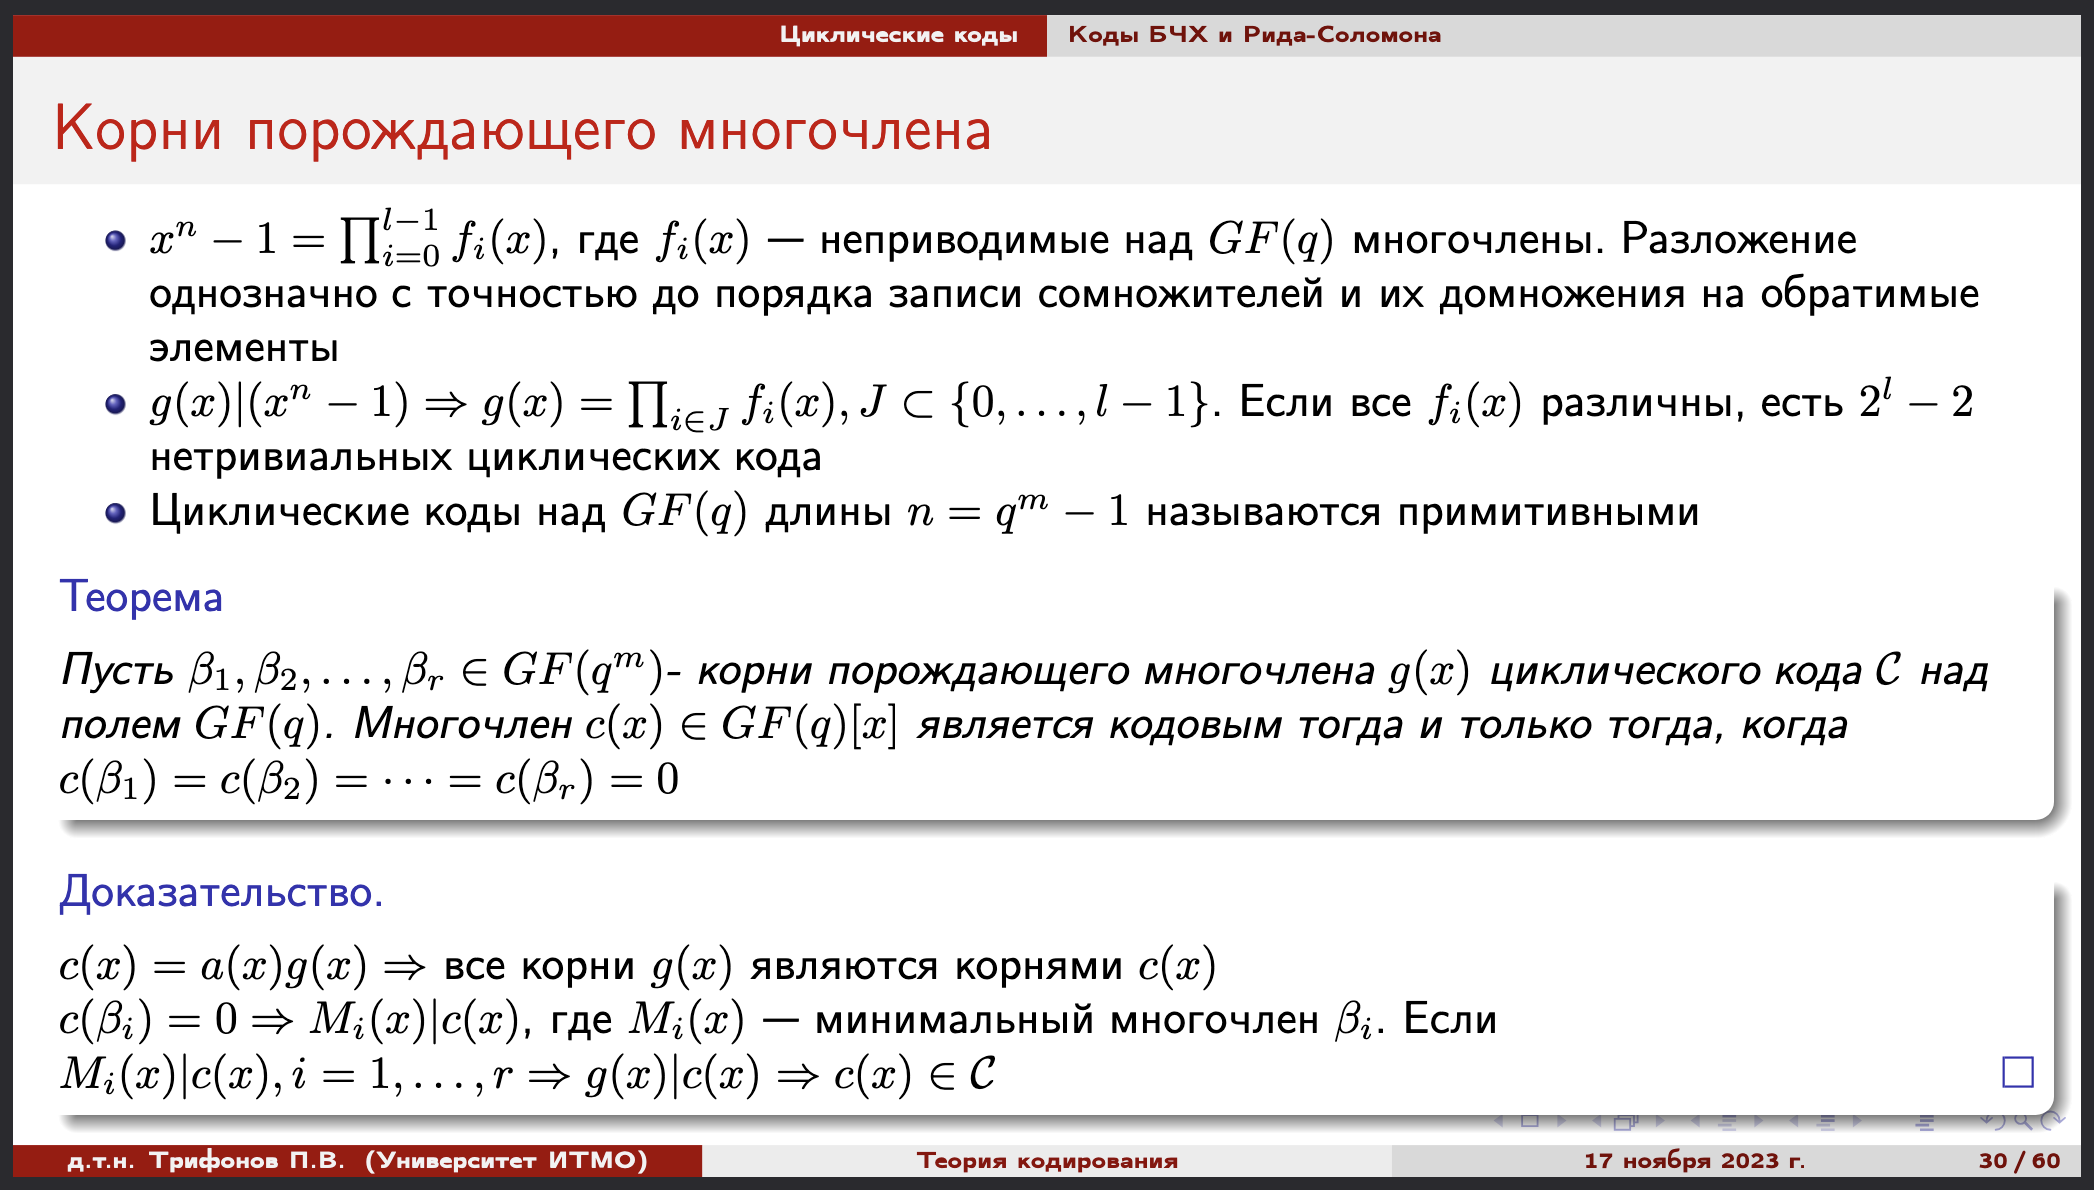 Циклические коды Коды БЧХ и Рида-Соломона
Корни порождающего многочлена
$x^n - 1 = \prod_{i=0}^{l-1} f_i(x)$, где $f_i(x)$ — неприводимые над $GF(q)$ многочлены. Разложение
однозначно с точностью до порядка записи сомножителей и их домножения на обратимые
элементы
$g(x)|(x^n - 1) \Rightarrow g(x) = \prod_{i \in J} f_i(x), J \subset \{0, \ldots, l - 1\}$. Если все $f_i(x)$ различны, есть $2^l - 2$
нетривиальных циклических кода
Циклические коды над $GF(q)$ длины $n = q^m - 1$ называются примитивными
Теорема
Пусть $\beta_1, \beta_2, \ldots, \beta_r \in GF(q^m)$- корни порождающего многочлена $g(x)$ циклического кода $\mathcal{C}$ над
полем $GF(q)$. Многочлен $c(x) \in GF(q)[x]$ является кодовым тогда и только тогда, когда
$c(\beta_1) = c(\beta_2) = \cdots = c(\beta_r) = 0$
Доказательство.
$c(x) = a(x)g(x) \Rightarrow$ все корни $g(x)$ являются корнями $c(x)$
$c(\beta_i) = 0 \Rightarrow M_i(x)|c(x)$, где $M_i(x)$ — минимальный многочлен $\beta_i$. Если
$M_i(x)|c(x), i = 1, \ldots, r \Rightarrow g(x)|c(x) \Rightarrow c(x) \in \mathcal{C}$ □
д.т.н. Трифонов П.В. (Университет ИТМО) Теория кодирования 17 ноября 2023 г. 30 / 60